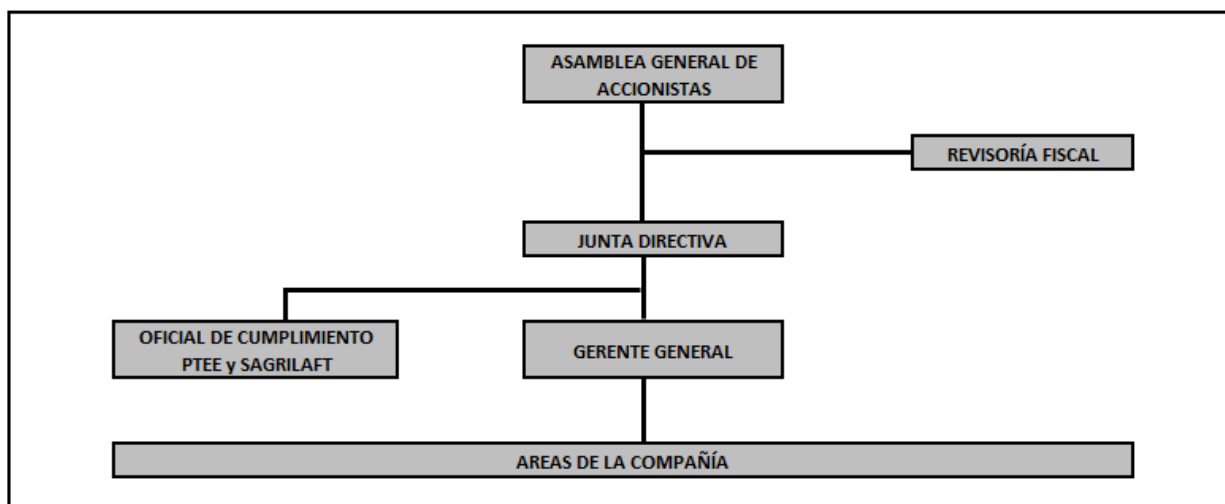 ASAMBLEA GENERAL DE
ACCIONISTAS
REVISORÍA FISCAL
JUNTA DIRECTIVA
OFICIAL DE CUMPLIMIENTO
PTEE y SAGRILAFT
GERENTE GENERAL
AREAS DE LA COMPAÑÍA